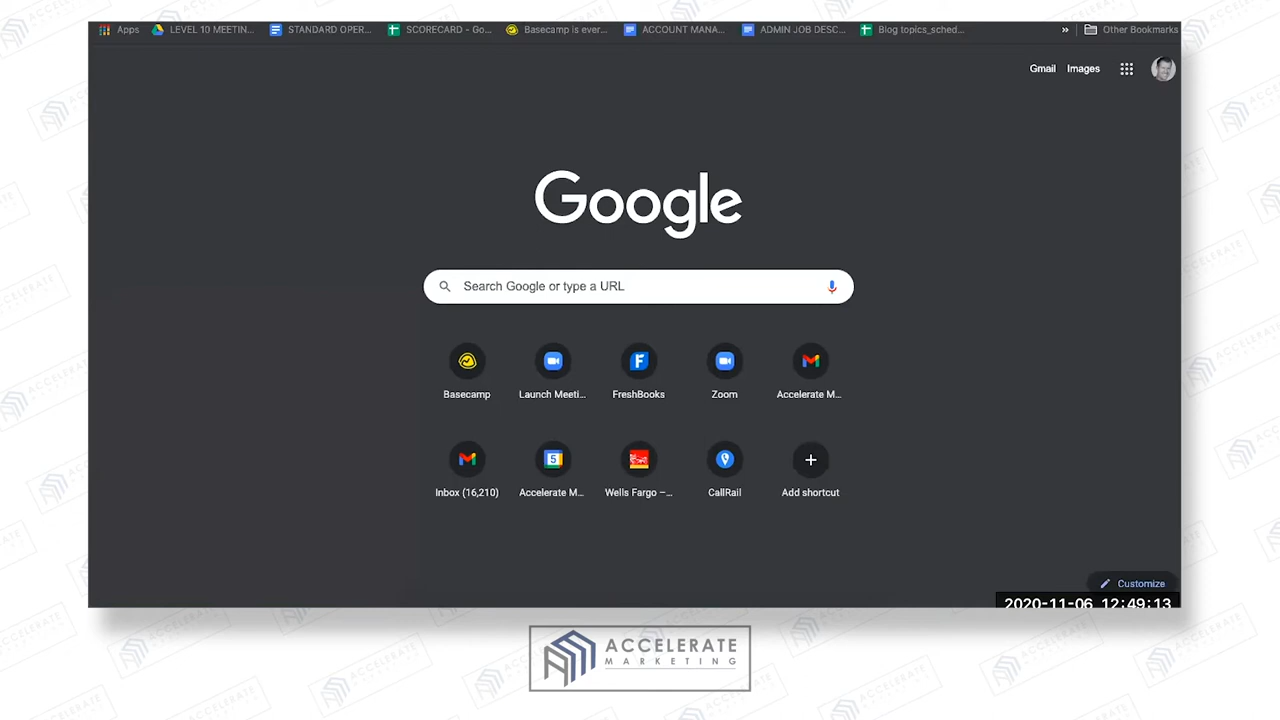 Apps LEVEL 10 MEETIN... STANDARD OPER... SCORECARD - Go... Basecamp is ever... ACCOUNT MANA... ADMIN JOB DESC... Blog topics_sched... » Other Bookmarks
Gmail Images
Google
Search Google or type a URL
Basecamp Launch Meeti... FreshBooks Zoom Accelerate M...
Inbox (16,210) Accelerate M... Wells Fargo –... CallRail Add shortcut
Customize
2020-11-06 12:49:13
ACCELERATE
MARKETING